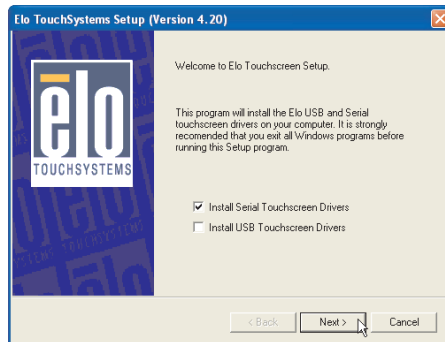 Elo TouchSystems Setup (Version 4.20)
elo
TOUCHSYSTEMS
Welcome to Elo Touchscreen Setup.
This program will install the Elo USB and Serial
touchscreen drivers on your computer. It is strongly
recomended that you exit all Windows programs before
running this Setup program.
Install Serial Touchscreen Drivers
Install USB Touchscreen Drivers
< Back
Next >
Cancel